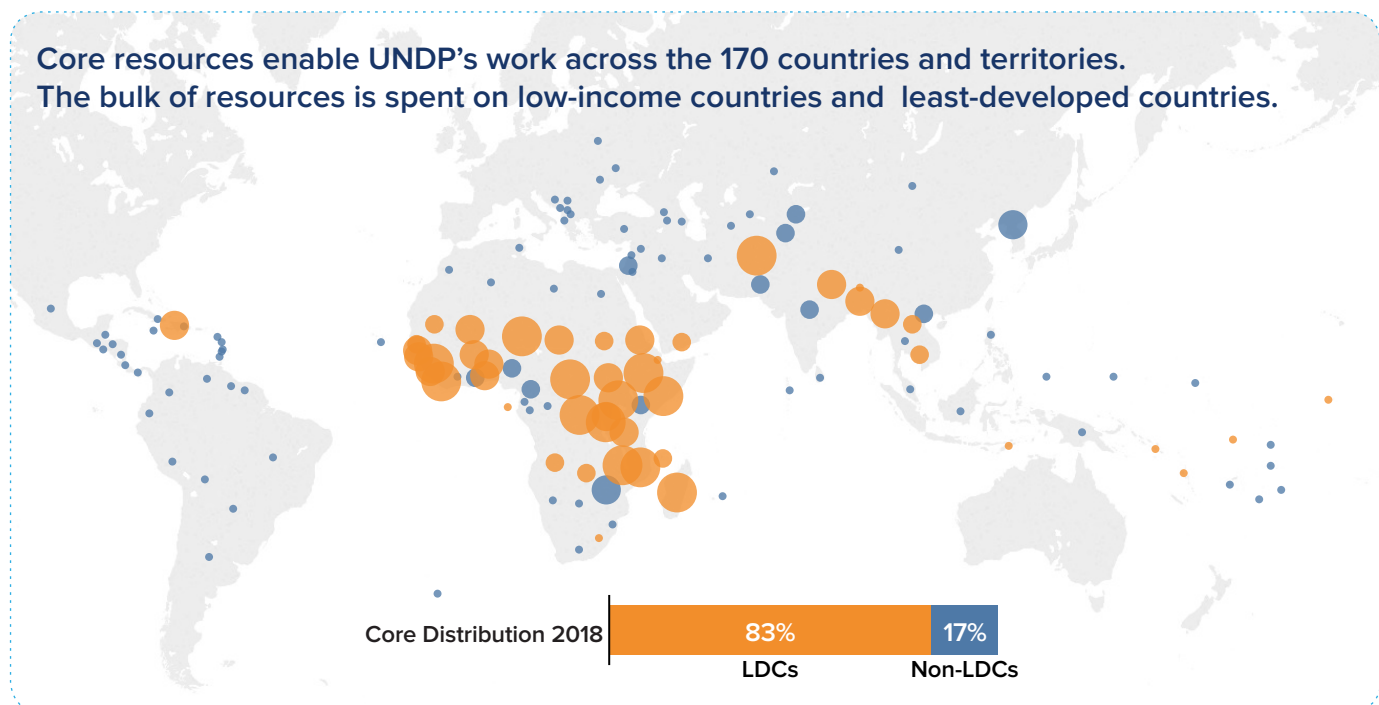 Core resources enable UNDP's work across the 170 countries and territories.
The bulk of resources is spent on low-income countries and least-developed countries.
Core Distribution 2018
83%
17%
LDCs
Non-LDCs